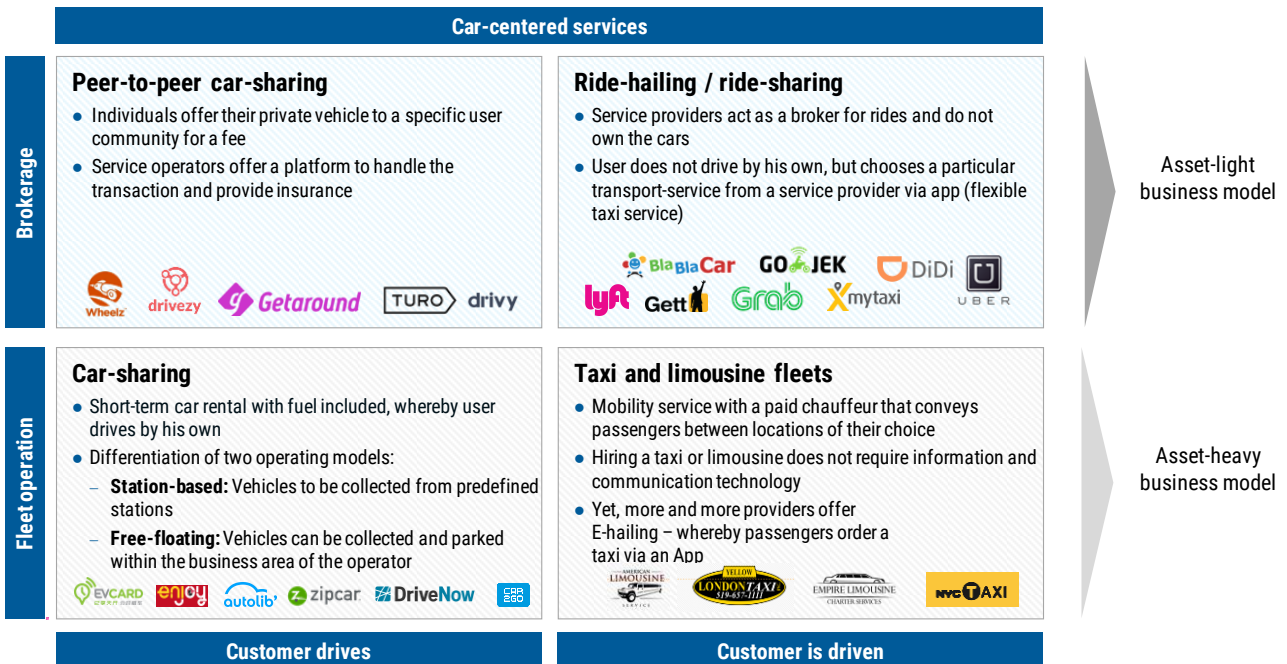 Car-centered services
Brokerage
Peer-to-peer car-sharing
● Individuals offer their private vehicle to a specific user
community for a fee
● Service operators offer a platform to handle the
transaction and provide insurance
Wheelz
drivezy
Getaround
TURO
drivy
Ride-hailing / ride-sharing
● Service providers act as a broker for rides and do not
own the cars
● User does not drive by his own, but chooses a particular
transport-service from a service provider via app (flexible
taxi service)
BlaBlaCar
GO JEK
DiDi
UBER
lyft
Gett
Grab
mytaxi
Asset-light
business model
Fleet operation
Car-sharing
● Short-term car rental with fuel included, whereby user
drives by his own
● Differentiation of two operating models:
– Station-based: Vehicles to be collected from predefined
stations
– Free-floating: Vehicles can be collected and parked
within the business area of the operator
EVCARD
enjoy
autolib'
zipcar
DriveNow
CAR
2GO
Taxi and limousine fleets
● Mobility service with a paid chauffeur that conveys
passengers between locations of their choice
● Hiring a taxi or limousine does not require information and
communication technology
● Yet, more and more providers offer
E-hailing – whereby passengers order a
taxi via an App
AMERICAN
LIMOUSINE
SERVICE
YELLOW
LONDON TAXI
519-657-1111
EMPIRE LIMOUSINE
CHARTER SERVICES
NYC TAXI
Asset-heavy
business model
Customer drives
Customer is driven